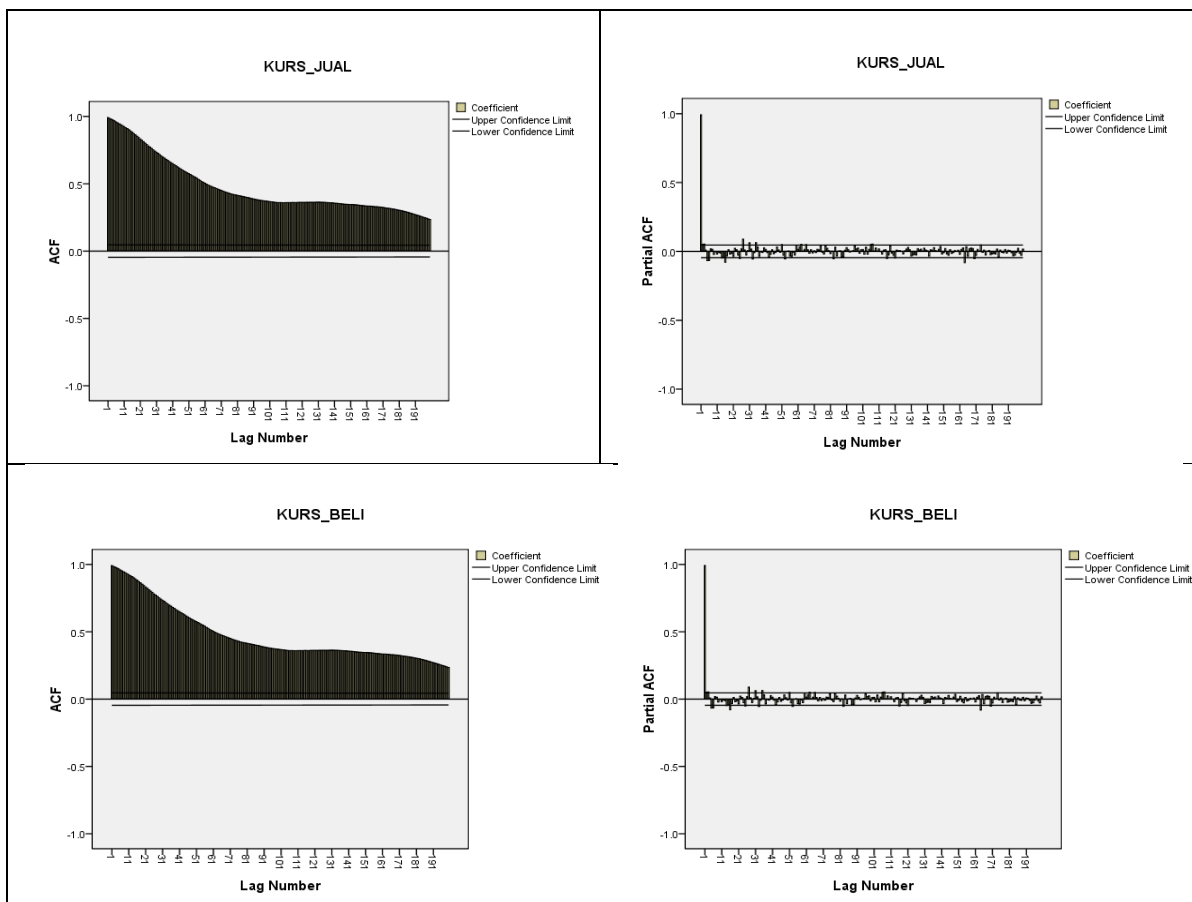 KURS_JUAL
Coefficient
Upper Confidence Limit
Lower Confidence Limit
1.0
0.5
0.0
-0.5
-1.0
ACF
1 11 21 31 41 51 61 71 81 91 101 111 121 131 141 151 161 171 181 191
Lag Number
KURS_JUAL
Coefficient
Upper Confidence Limit
Lower Confidence Limit
1.0
0.5
0.0
-0.5
-1.0
Partial ACF
1 11 21 31 41 51 61 71 81 91 101 111 121 131 141 151 161 171 181 191
Lag Number
KURS_BELI
Coefficient
Upper Confidence Limit
Lower Confidence Limit
1.0
0.5
0.0
-0.5
-1.0
ACF
1 11 21 31 41 51 61 71 81 91 101 111 121 131 141 151 161 171 181 191
Lag Number
KURS_BELI
Coefficient
Upper Confidence Limit
Lower Confidence Limit
1.0
0.5
0.0
-0.5
-1.0
Partial ACF
1 11 21 31 41 51 61 71 81 91 101 111 121 131 141 151 161 171 181 191
Lag Number